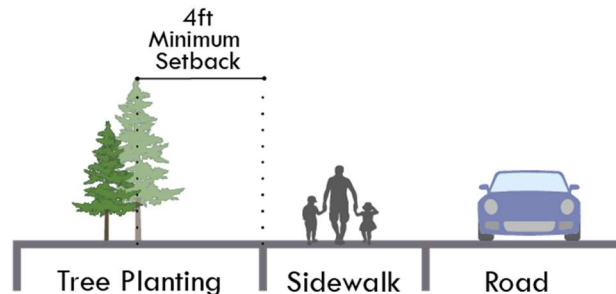 4ft
Minimum
Setback
Tree Planting
Sidewalk
Road